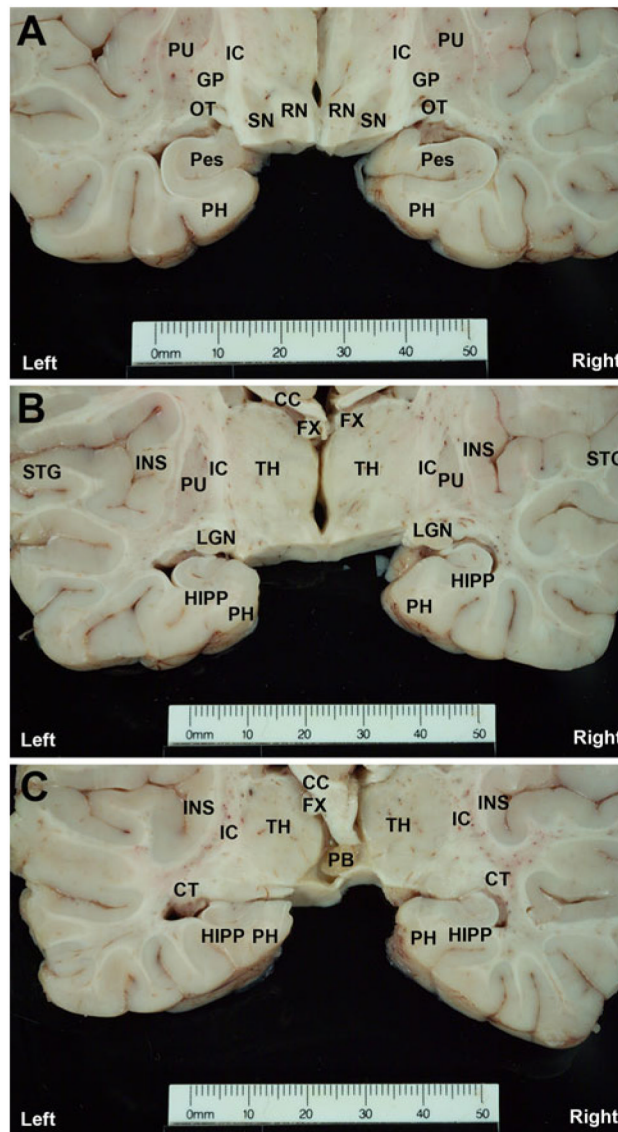 A
PU IC IC PU
GP GP
OT OT
SN RN RN SN
Pes Pes
PH PH
0mm 10 20 30 40 50
Left Right
B
CC
FX FX
STG INS PU IC TH TH IC PU INS STG
LGN LGN
HIPP PH PH HIPP
0mm 10 20 30 40 50
Left Right
C
CC
INS IC TH FX TH IC INS
PB
CT CT
HIPP PH PH HIPP
0mm 10 20 30 40 50
Left Right